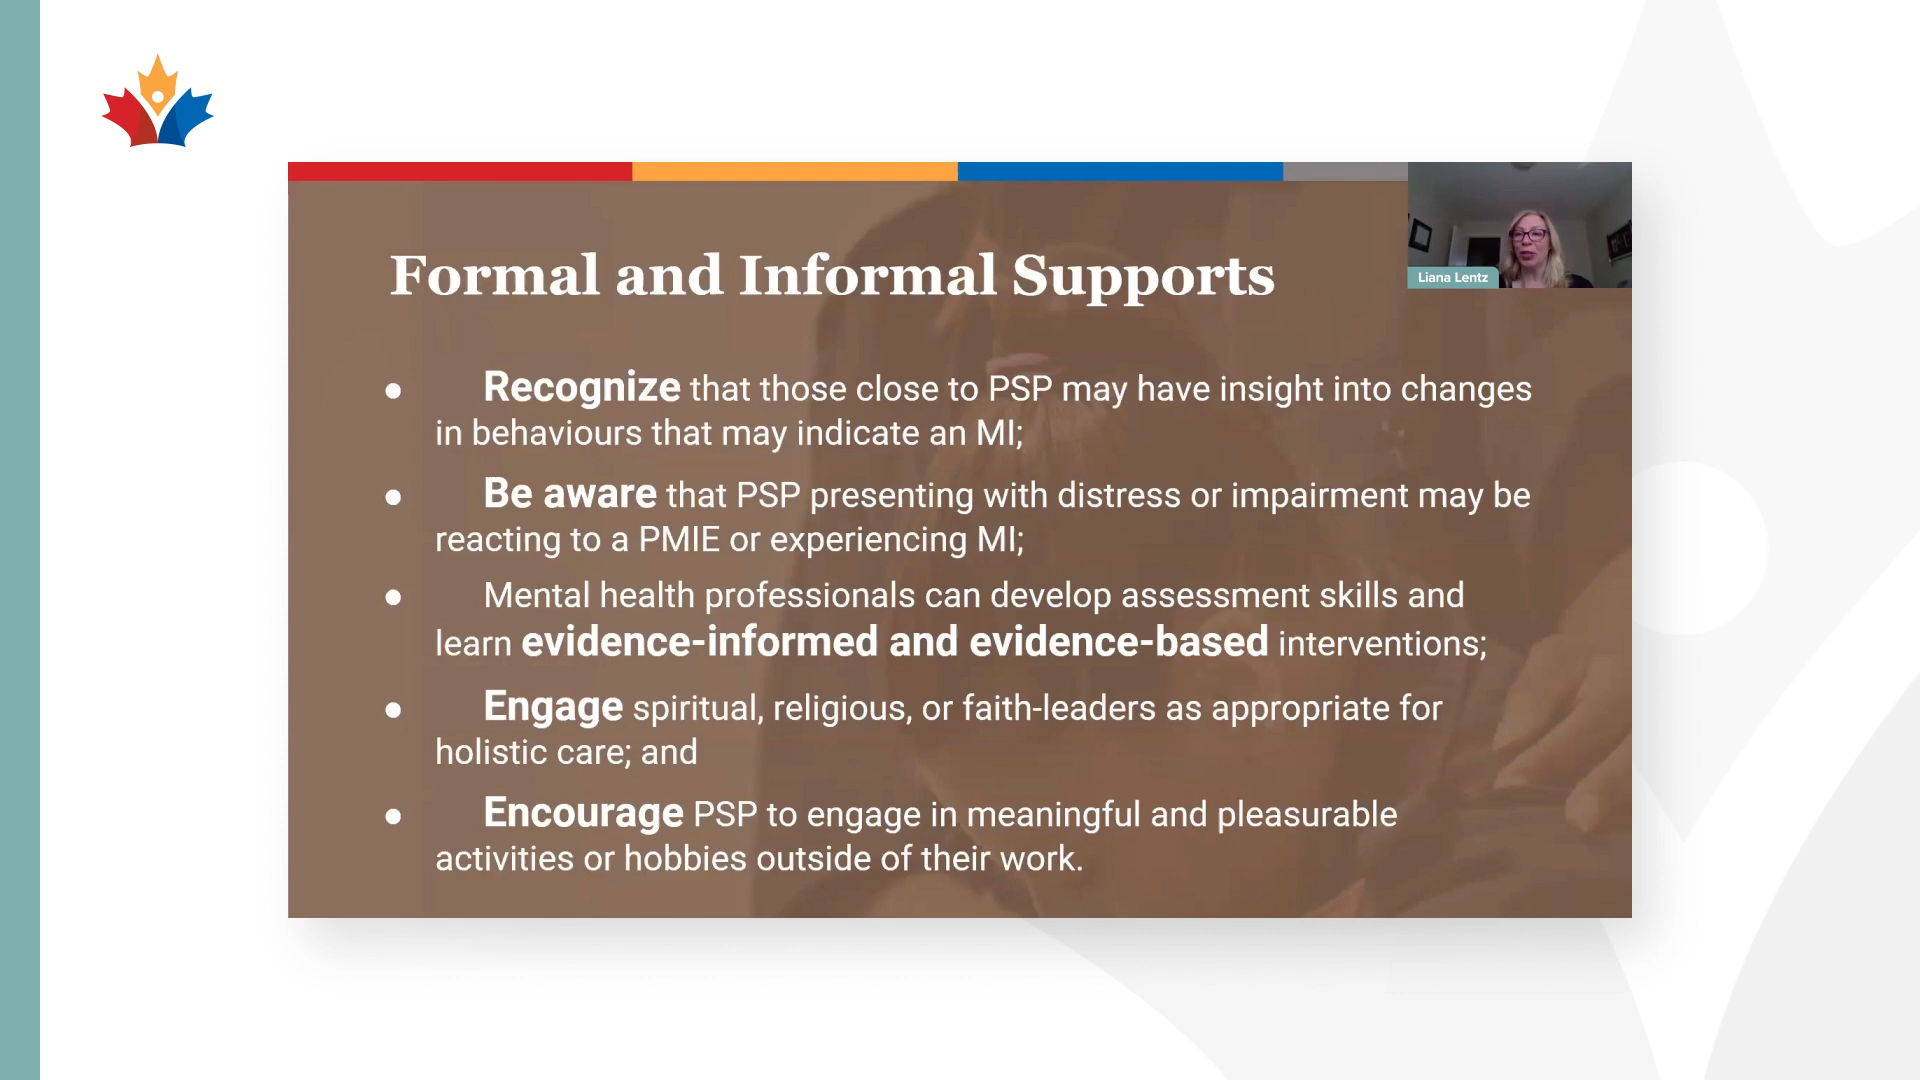 Formal and Informal Supports
Liana Lentz
● Recognize that those close to PSP may have insight into changes
in behaviours that may indicate an MI;
● Be aware that PSP presenting with distress or impairment may be
reacting to a PMIE or experiencing MI;
● Mental health professionals can develop assessment skills and
learn evidence-informed and evidence-based interventions;
● Engage spiritual, religious, or faith-leaders as appropriate for
holistic care; and
● Encourage PSP to engage in meaningful and pleasurable
activities or hobbies outside of their work.